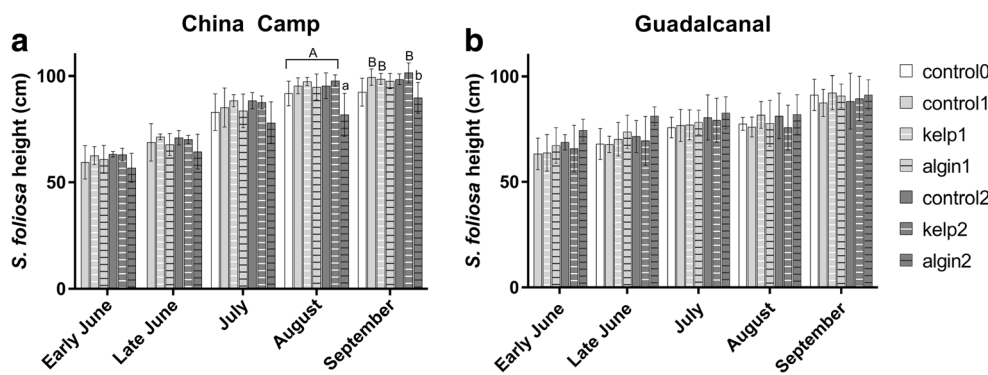 China Camp
a
S. foliosa height (cm)
100
50
0
A
a
B
B
B
b
Early June
Late June
July
August
September
Guadalcanal
b
S. foliosa height (cm)
100
50
0
Early June
Late June
July
August
September
control0
control1
kelp1
algin1
control2
kelp2
algin2